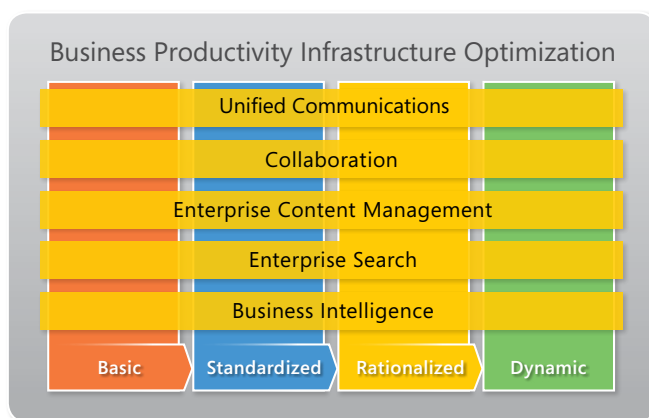 Business Productivity Infrastructure Optimization
Unified Communications
Collaboration
Enterprise Content Management
Enterprise Search
Business Intelligence
Basic
Standardized
Rationalized
Dynamic